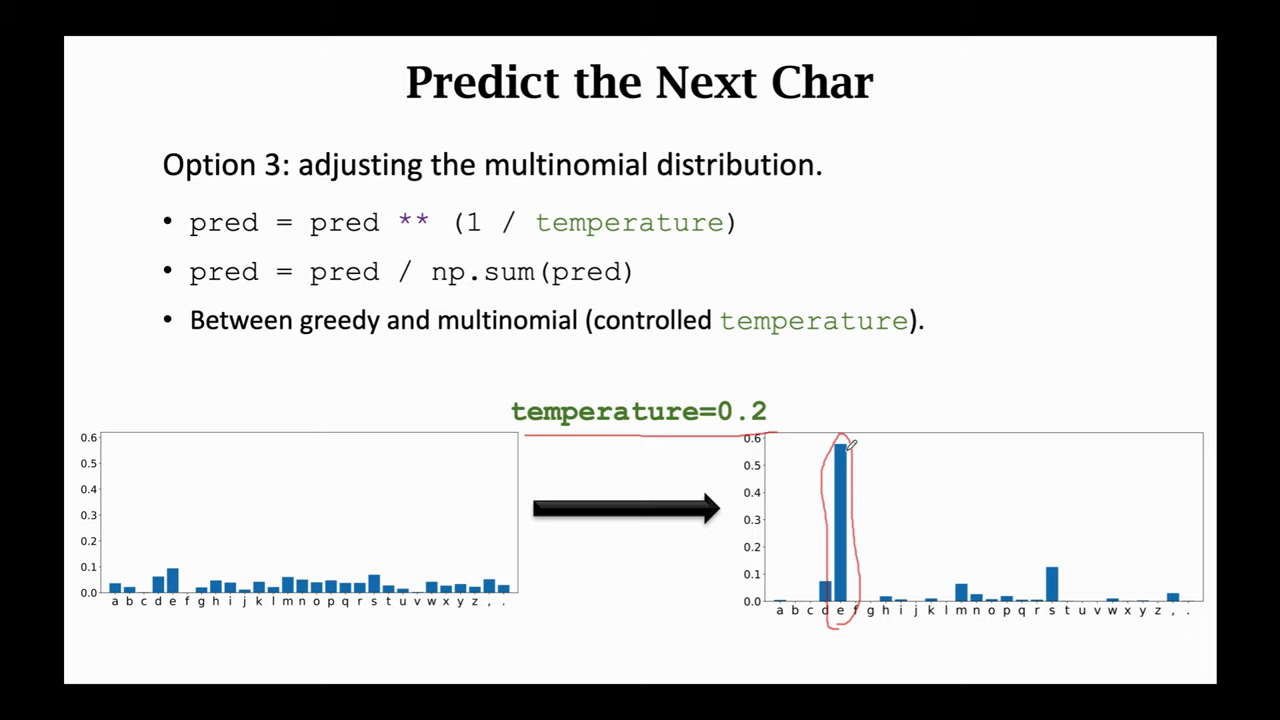 Predict the Next Char
Option 3: adjusting the multinomial distribution.
• pred = pred ** (1 / temperature)
• pred = pred / np.sum(pred)
• Between greedy and multinomial (controlled temperature).
temperature=0.2
0.6
0.5
0.4
0.3
0.2
0.1
0.0
a b c d e f g h i j k l m n o p q r s t u v w x y z , .
0.6
0.5
0.4
0.3
0.2
0.1
0.0
a b c d e f g h i j k l m n o p q r s t u v w x y z , .